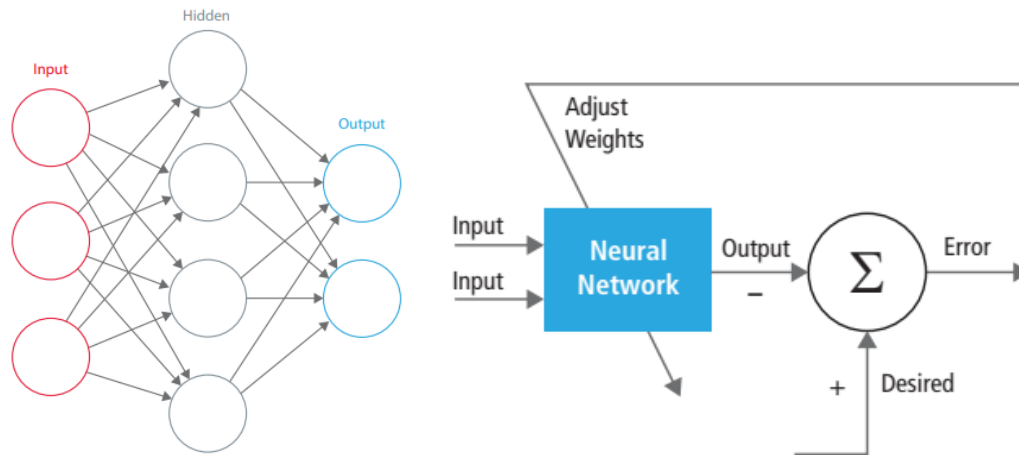 Hidden
Input
Output
Adjust
Weights
Input
Input
Neural
Network
Output
−
Σ
Error
+
Desired